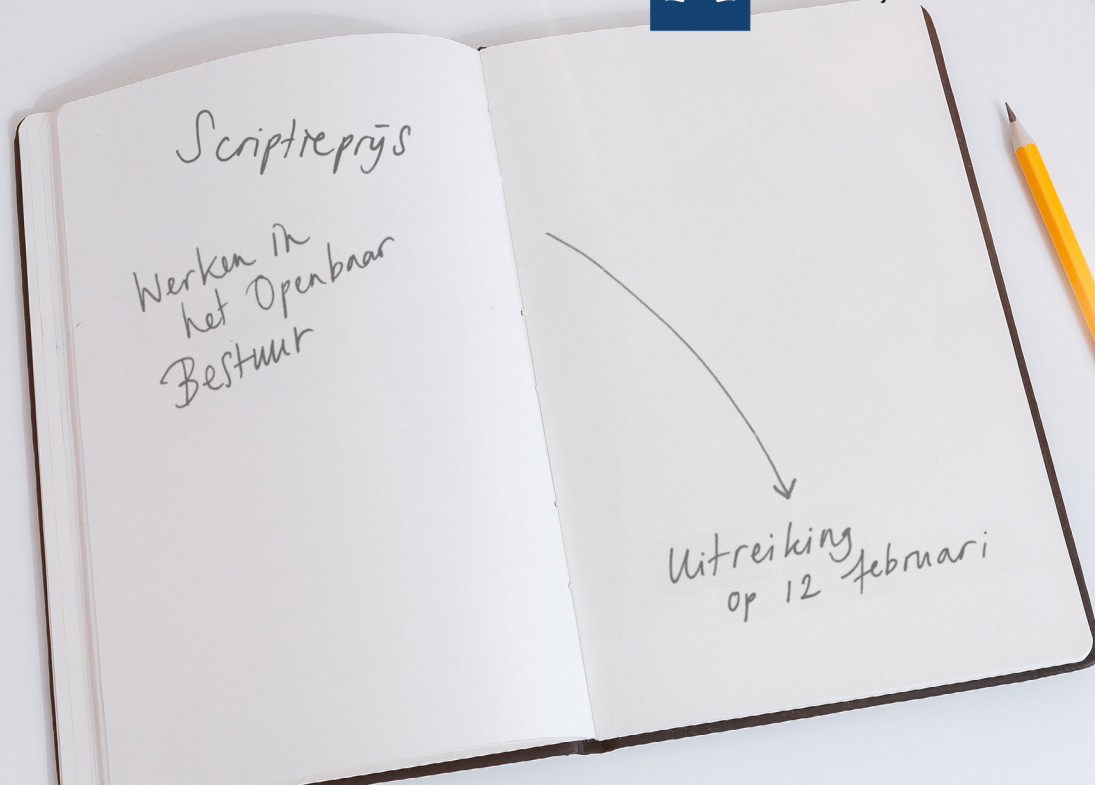 Scriptieprijs
Werken in
het Openbaar
Bestuur
Uitreiking
op 12 februari